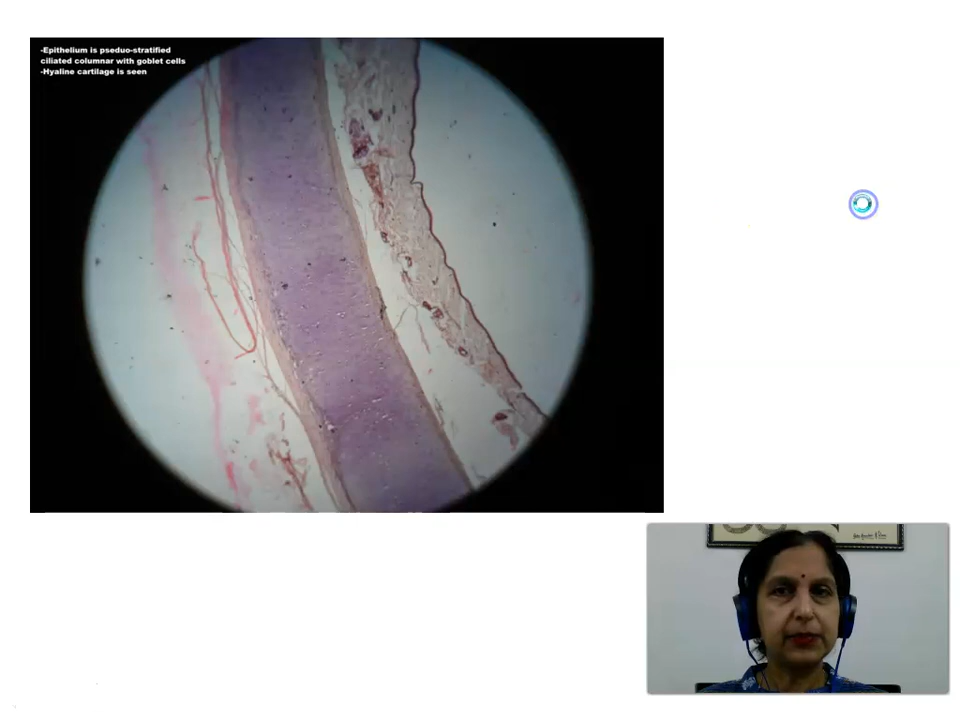 -Epithelium is pseduo-stratified
ciliated columnar with goblet cells
-Hyaline cartilage is seen